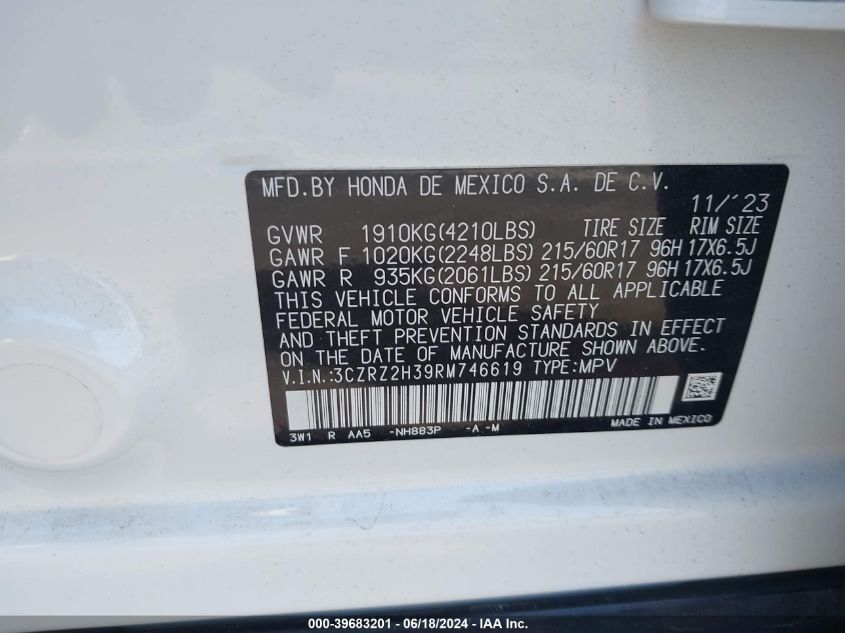 MFD.BY HONDA DE MEXICO S.A. DE C.V.
11/´23
GVWR 1910KG(4210LBS) TIRE SIZE RIM SIZE
GAWR F 1020KG(2248LBS) 215/60R17 96H 17X6.5J
GAWR R 935KG(2061LBS) 215/60R17 96H 17X6.5J
THIS VEHICLE CONFORMS TO ALL APPLICABLE
FEDERAL MOTOR VEHICLE SAFETY
AND THEFT PREVENTION STANDARDS IN EFFECT
ON THE DATE OF MANUFACTURE SHOWN ABOVE.
V.I.N.:3CZRZ2H39RM746619 TYPE:MPV
3W1 R AA5 -NH883P -A -M
MADE IN MEXICO
000-39683201 - 06/18/2024 - IAAI.COM